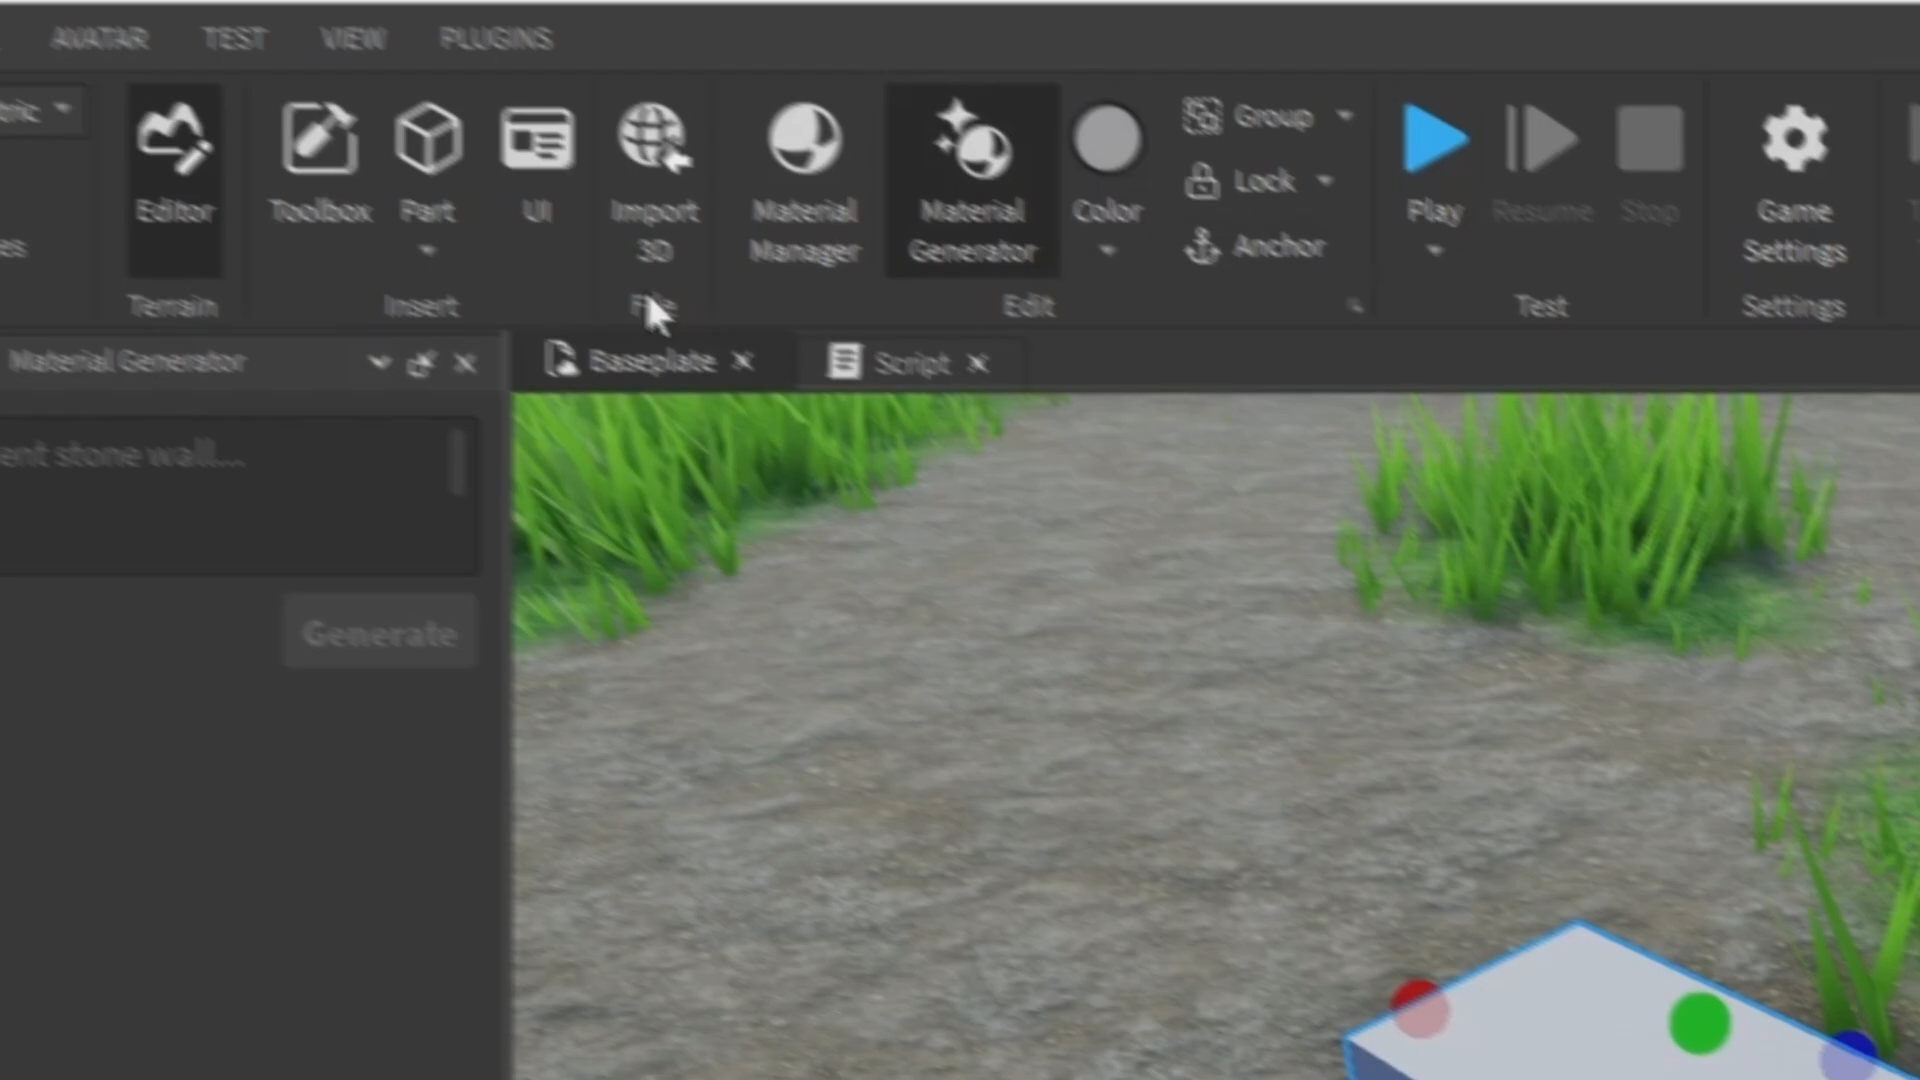 AVATAR TEST VIEW PLUGINS
Editor Toolbox Part UI Import 3D Material Manager Material Generator Color Group Lock Anchor Play Resume Stop Game Settings
Terrain Insert Edit Test Settings
Material Generator Baseplate Script
stone wall...
Generate